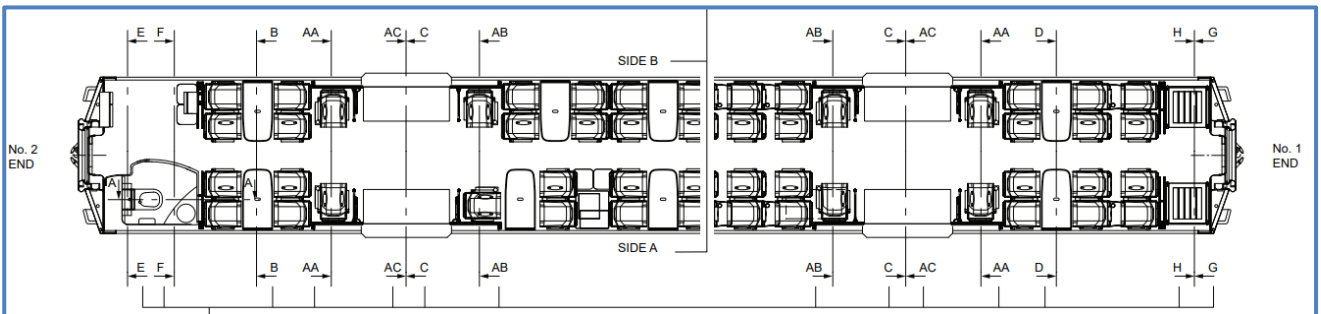 E F B AA AC C AB AB C AC AA D H G
SIDE B
No. 2
END
No. 1
END
A A
SIDE A
E F B AA AC C AB AB C AC AA D H G